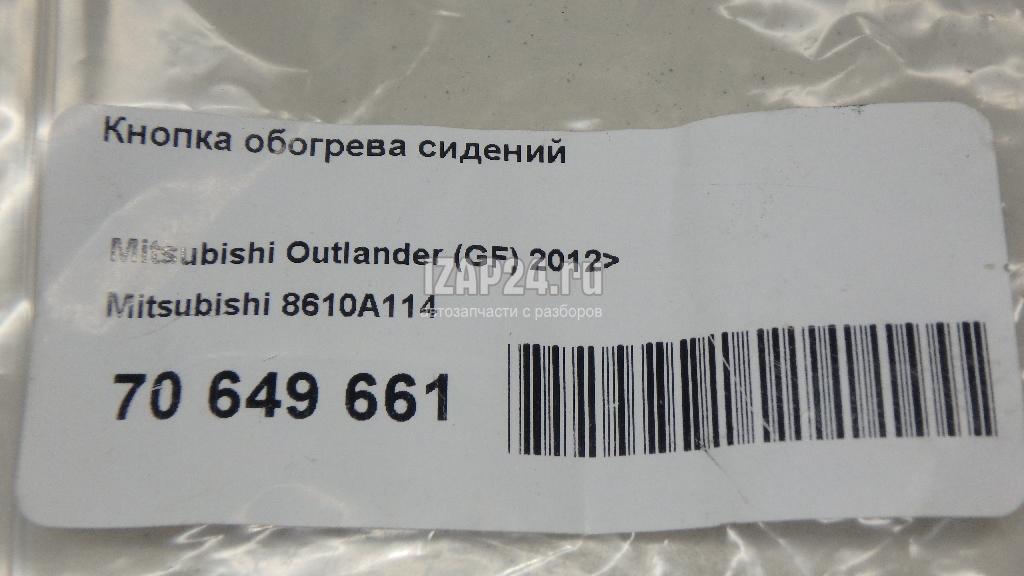 Кнопка обогрева сидений
Mitsubishi Outlander (GF) 2012>
IZAP24.ru
Mitsubishi 8610A114
автозапчасти с разборов
70 649 661